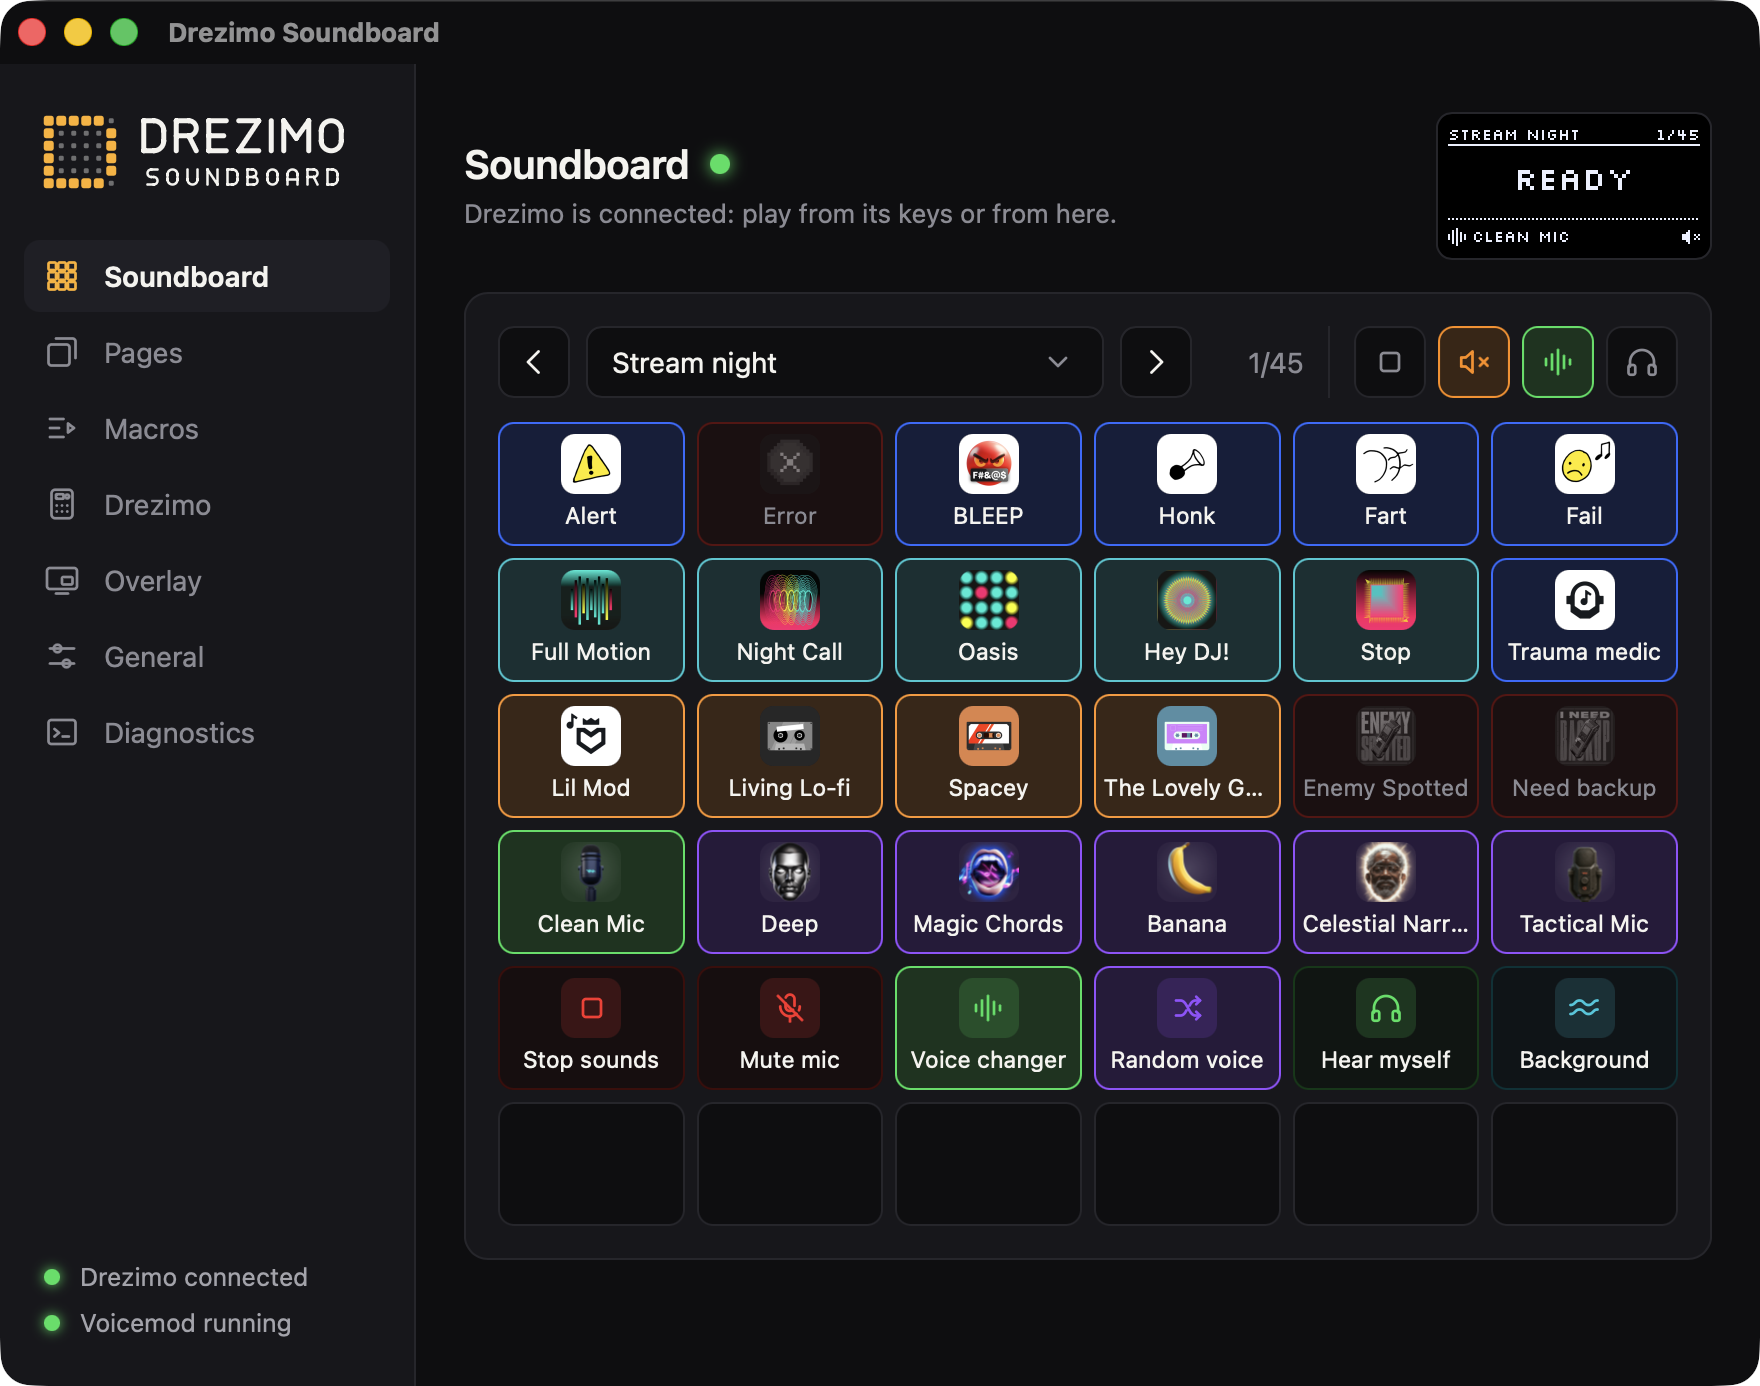 Drezimo Soundboard
DREZIMO
SOUNDBOARD
Soundboard
Pages
Macros
Drezimo
Overlay
General
Diagnostics
Drezimo connected
Voicemod running
Soundboard
Drezimo is connected: play from its keys or from here.
STREAM NIGHT 1/45
READY
CLEAN MIC
Stream night 1/45
F#&@S
Alert Error BLEEP Honk Fart Fail
Full Motion Night Call Oasis Hey DJ! Stop Trauma medic
ENEMY SPOTTED I NEED BACKUP
Lil Mod Living Lo-fi Spacey The Lovely G... Enemy Spotted Need backup
Clean Mic Deep Magic Chords Banana Celestial Narr... Tactical Mic
Stop sounds Mute mic Voice changer Random voice Hear myself Background